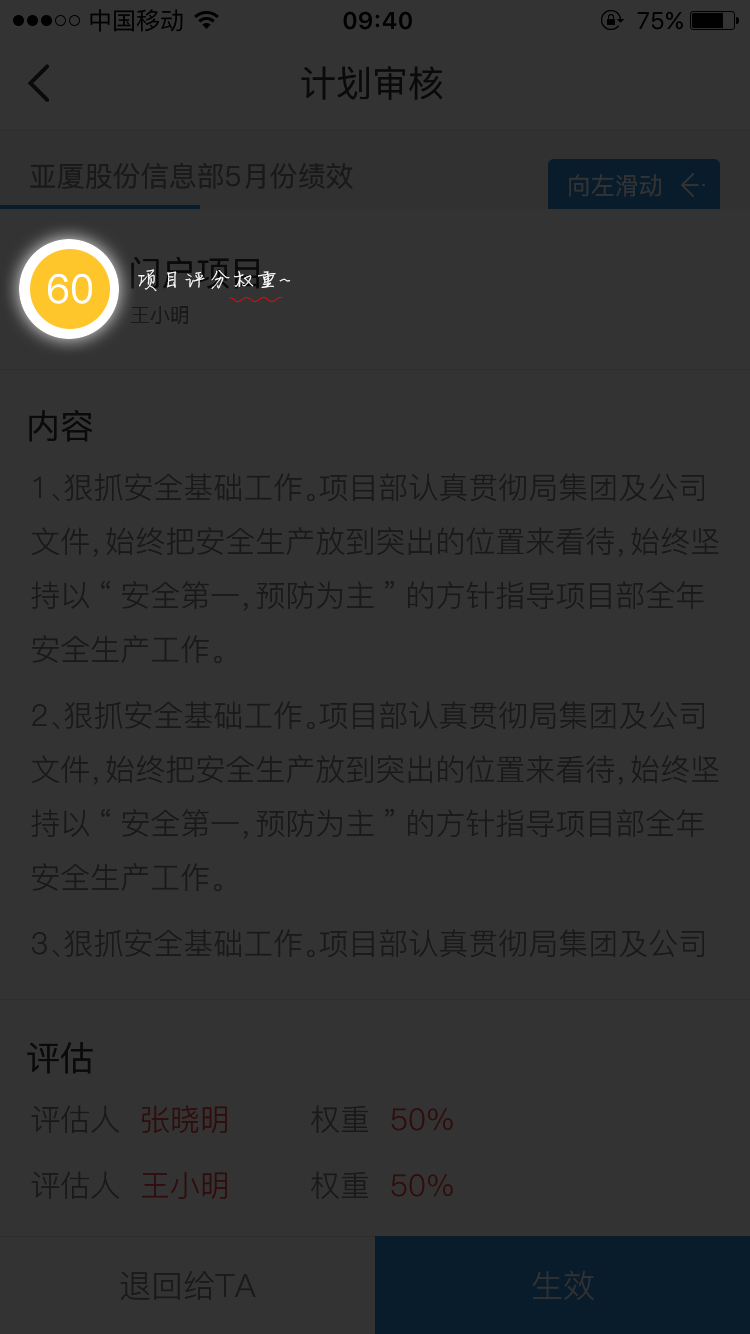 中国移动 09:40 75%
计划审核
亚厦股份信息部5月份绩效 向左滑动
60 门户项目 项目评分权重~
王小明
内容
1、狠抓安全基础工作。项目部认真贯彻局集团及公司
文件,始终把安全生产放到突出的位置来看待,始终坚
持以“安全第一,预防为主”的方针指导项目部全年
安全生产工作。
2、狠抓安全基础工作。项目部认真贯彻局集团及公司
文件,始终把安全生产放到突出的位置来看待,始终坚
持以“安全第一,预防为主”的方针指导项目部全年
安全生产工作。
3、狠抓安全基础工作。项目部认真贯彻局集团及公司
评估
评估人 张晓明 权重 50%
评估人 王小明 权重 50%
退回给TA 生效